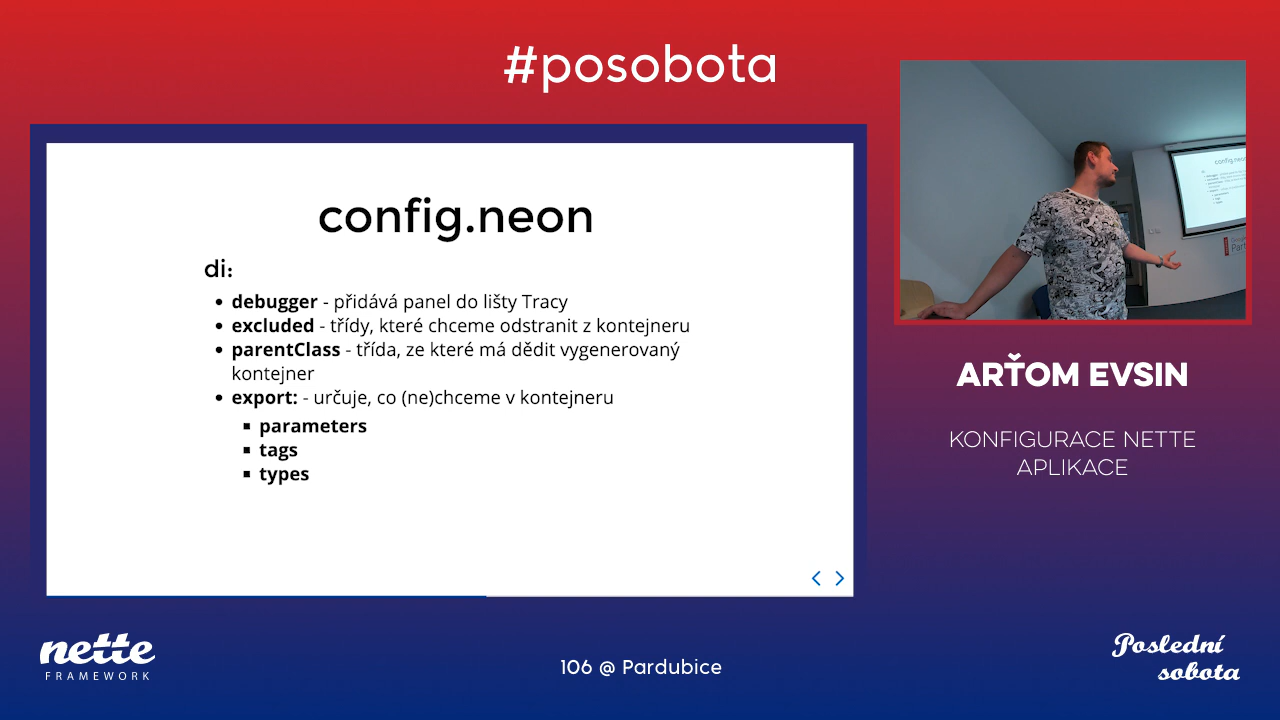 #posobota
config.neon
di:
debugger - přidává panel do lišty Tracy
excluded - třídy, které chceme odstranit z kontejneru
parentClass - třída, ze které má dědit vygenerovaný
kontejner
export: - určuje, co (ne)chceme v kontejneru
parameters
tags
types
config.neon
ARŤOM EVSIN
KONFIGURACE NETTE
APLIKACE
nette
FRAMEWORK
106 @ Pardubice
Poslední
sobota